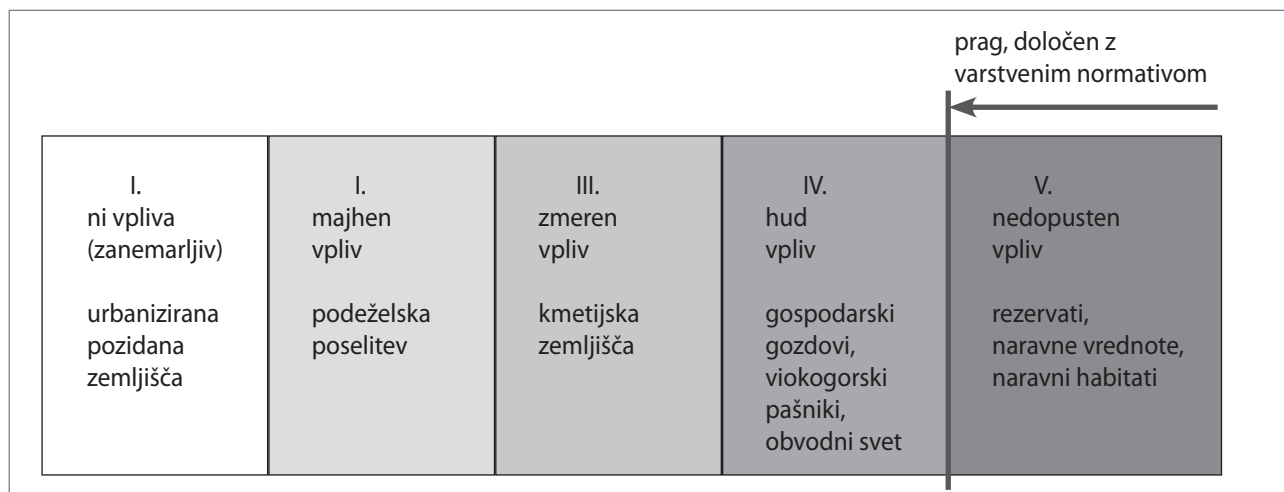 prag, določen z
varstvenim normativom
I.
ni vpliva
(zanemarljiv)
urbanizirana
pozidana
zemljišča
I.
majhen
vpliv
podeželska
poselitev
III.
zmeren
vpliv
kmetijska
zemljišča
IV.
hud
vpliv
gospodarski
gozdovi,
viokogorski
pašniki,
obvodni svet
V.
nedopusten
vpliv
rezervati,
naravne vrednote,
naravni habitati